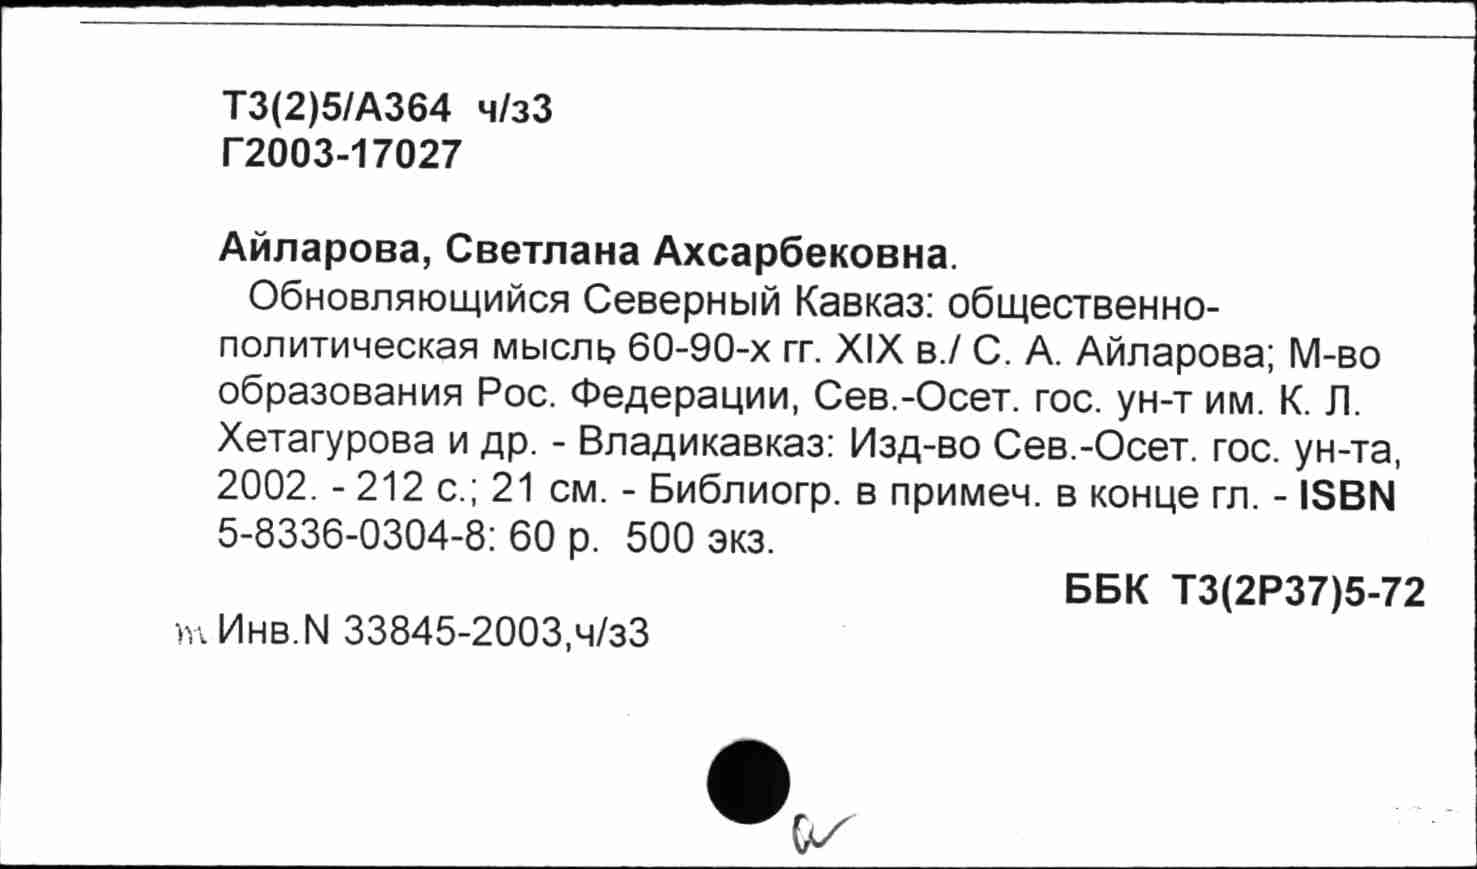 Т3(2)5/А364 ч/з3
Г2003-17027
Айларова, Светлана Ахсарбековна.
Обновляющийся Северный Кавказ: общественно-
политическая мысль 60-90-х гг. XIX в./ С. А. Айларова; М-во
образования Рос. Федерации, Сев.-Осет. гос. ун-т им. К. Л.
Хетагурова и др. - Владикавказ: Изд-во Сев.-Осет. гос. ун-та,
2002. - 212 с.; 21 см. - Библиогр. в примеч. в конце гл. - ISBN
5-8336-0304-8: 60 р. 500 экз.
ББК Т3(2Р37)5-72
Инв.N 33845-2003,ч/з3